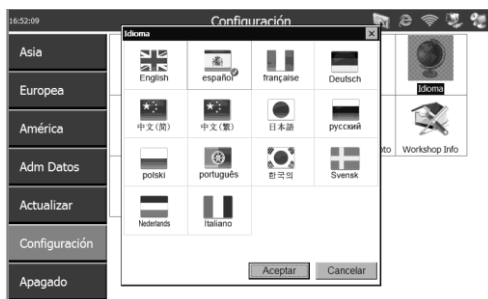 16:52:09
Configuración
Asia
Europea
América
Adm Datos
Actualizar
Configuración
Apagado
Idioma
English
español
française
Deutsch
中文(简)
中文(繁)
日本語
русский
polski
português
한국의
Svensk
Nederlands
Italiano
Aceptar
Cancelar
Idioma
oto
Workshop Info